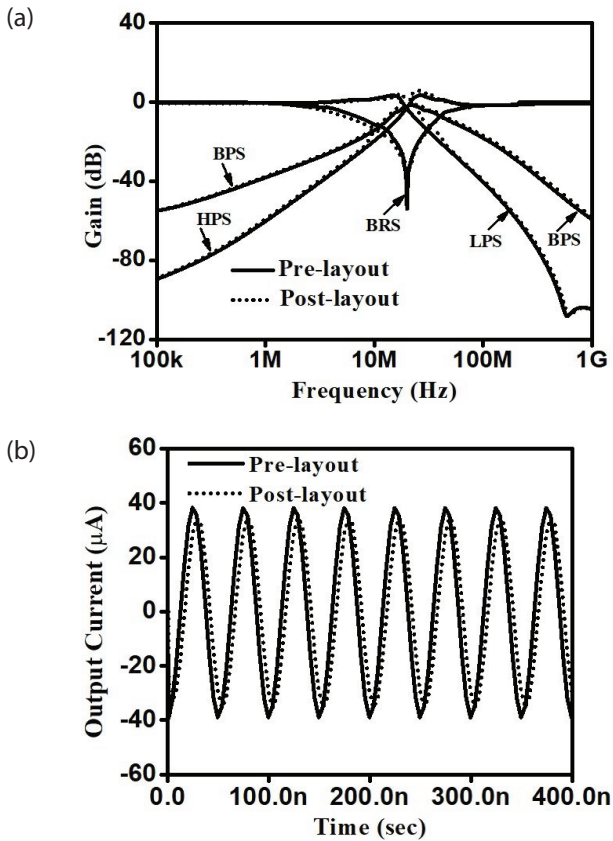 (a)
40
0
-40
-80
-120
Gain (dB)
BPS
HPS
BRS
LPS
BPS
Pre-layout
Post-layout
100k
1M
10M
100M
1G
Frequency (Hz)
(b)
60
40
20
0
-20
-40
-60
Output Current (μA)
Pre-layout
Post-layout
0.0
100.0n
200.0n
300.0n
400.0n
Time (sec)